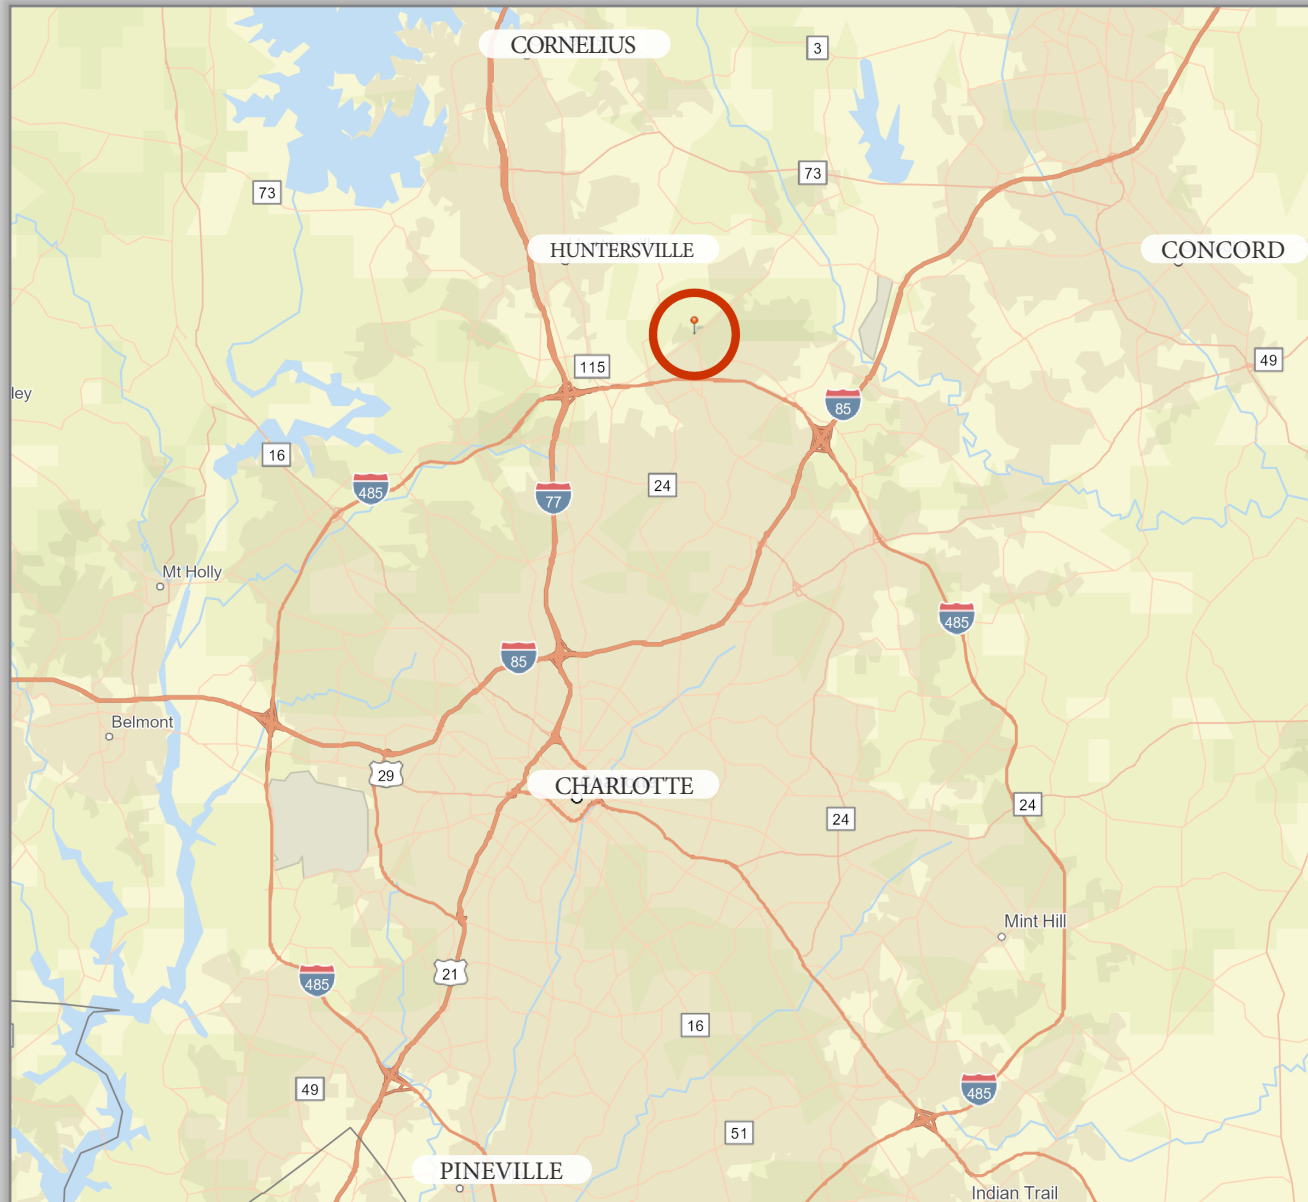 CORNELIUS
3
73
73
HUNTERSVILLE
CONCORD
115
49
ley
85
16
485
77
24
Mt Holly
485
85
Belmont
29
CHARLOTTE
24
24
Mint Hill
21
485
16
49
485
51
PINEVILLE
Indian Trail